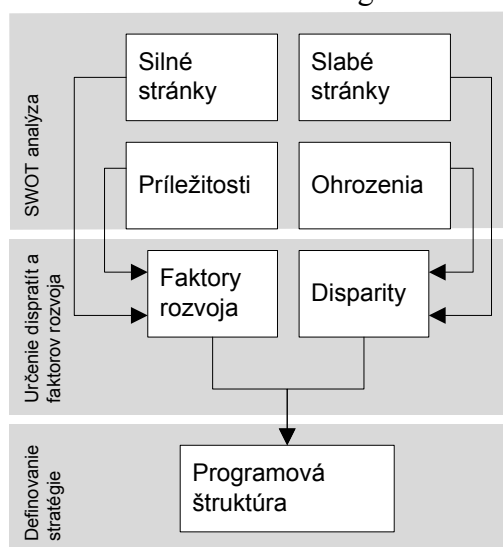 g
Silné
stránky
Slabé
stránky
Príležitosti
Ohrozenia
SWOT analýza
Faktory
rozvoja
Disparity
Určenie dispratít a
faktorov rozvoja
Programová
štruktúra
Definovanie
stratégie